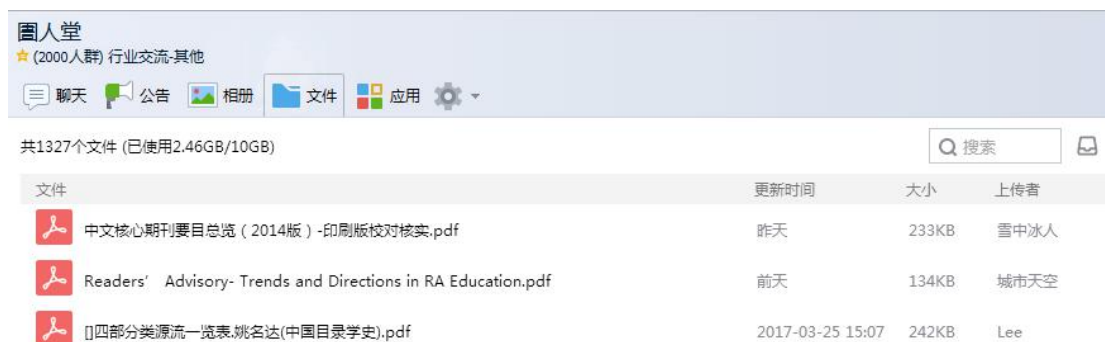 圕人堂
(2000人群) 行业交流-其他
聊天 公告 相册 文件 应用
共1327个文件 (已使用2.46GB/10GB) 搜索
文件 更新时间 大小 上传者
中文核心期刊要目总览（2014版）-印刷版校对核实.pdf 昨天 233KB 雪中冰人
Readers’ Advisory- Trends and Directions in RA Education.pdf 前天 134KB 城市天空
[]四部分类源流一览表.姚名达(中国目录学史).pdf 2017-03-25 15:07 242KB Lee